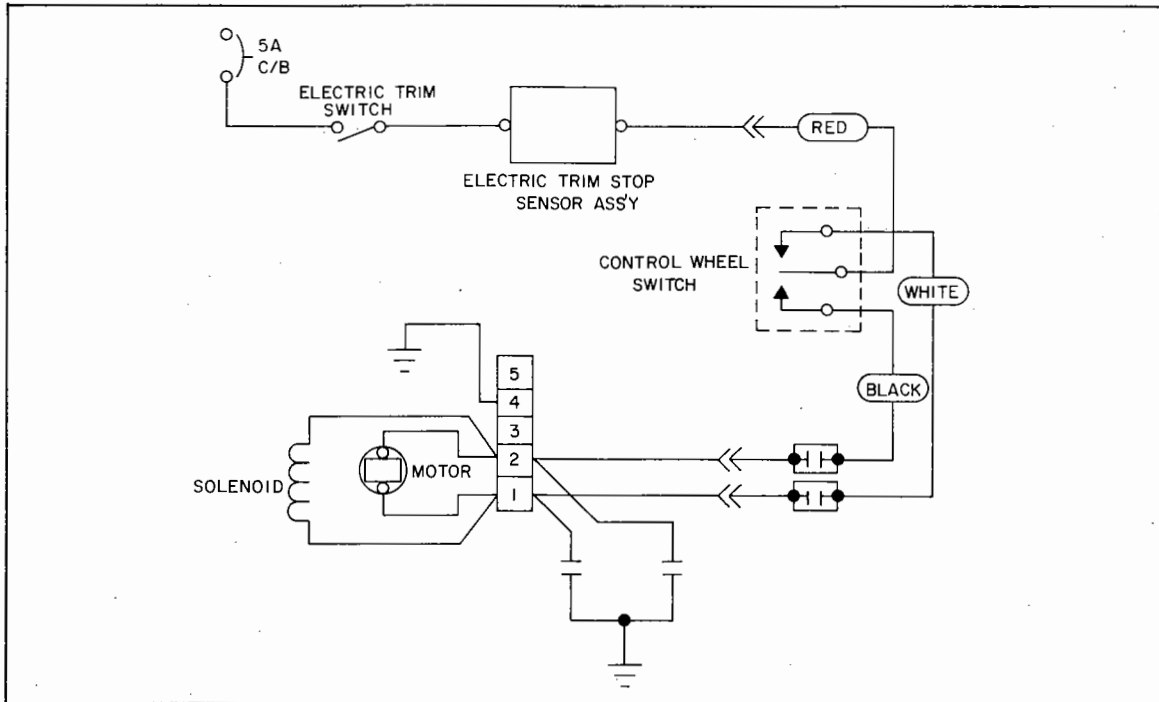 5A
C/B
ELECTRIC TRIM
SWITCH
RED
ELECTRIC TRIM STOP
SENSOR ASS'Y
CONTROL WHEEL
SWITCH
WHITE
BLACK
5
4
3
2
1
MOTOR
SOLENOID